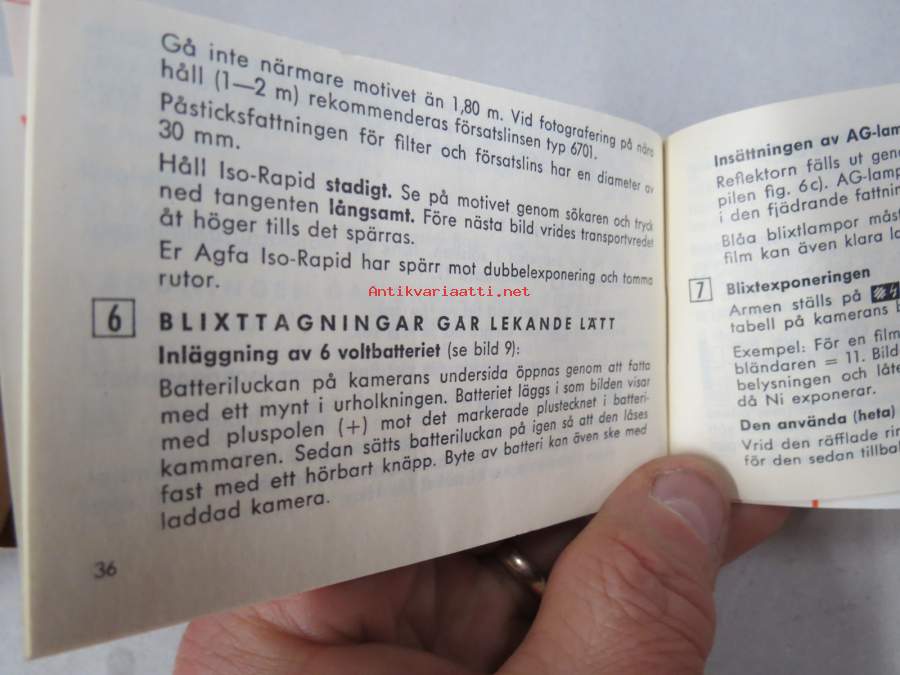 Gå inte närmare motivet än 1,80 m. Vid fotografering på nära
håll (1—2 m) rekommenderas försatslinsen typ 6701.
Påsticksfattningen för filter och försatslins har en diameter av
30 mm.
Håll Iso-Rapid stadigt. Se på motivet genom sökaren och tryck
ned tangenten långsamt. Före nästa bild vrides transportvredet
åt höger tills det spärras.
Er Agfa Iso-Rapid har spärr mot dubbelexponering och tomma
rutor.
Antikvariaatti.net
6 BLIXTTAGNINGAR GÅR LEKANDE LÄTT
Inläggning av 6 voltbatteriet (se bild 9):
Batteriluckan på kamerans undersida öppnas genom att fatta
med ett mynt i urholkningen. Batteriet läggs i som bilden visar
med pluspolen (+) mot det markerade plustecknet i batteri-
kammaren. Sedan sätts batteriluckan på igen så att den låses
fast med ett hörbart knäpp. Byte av batteri kan även ske med
laddad kamera.
36
Insättningen av AG-lam
Reflektorn fälls ut gen
pilen fig. 6c). AG-lamp
i den fjädrande fattnin
Blåa blixtlampor måst
film kan även klara la
7 Blixtexponeringen
Armen ställs på
tabell på kamerans b
Exempel: För en film
bländaren = 11. Bild
belysningen och låte
då Ni exponerar.
Den använda (heta)
Vrid den räfflade rin
för den sedan tillbak